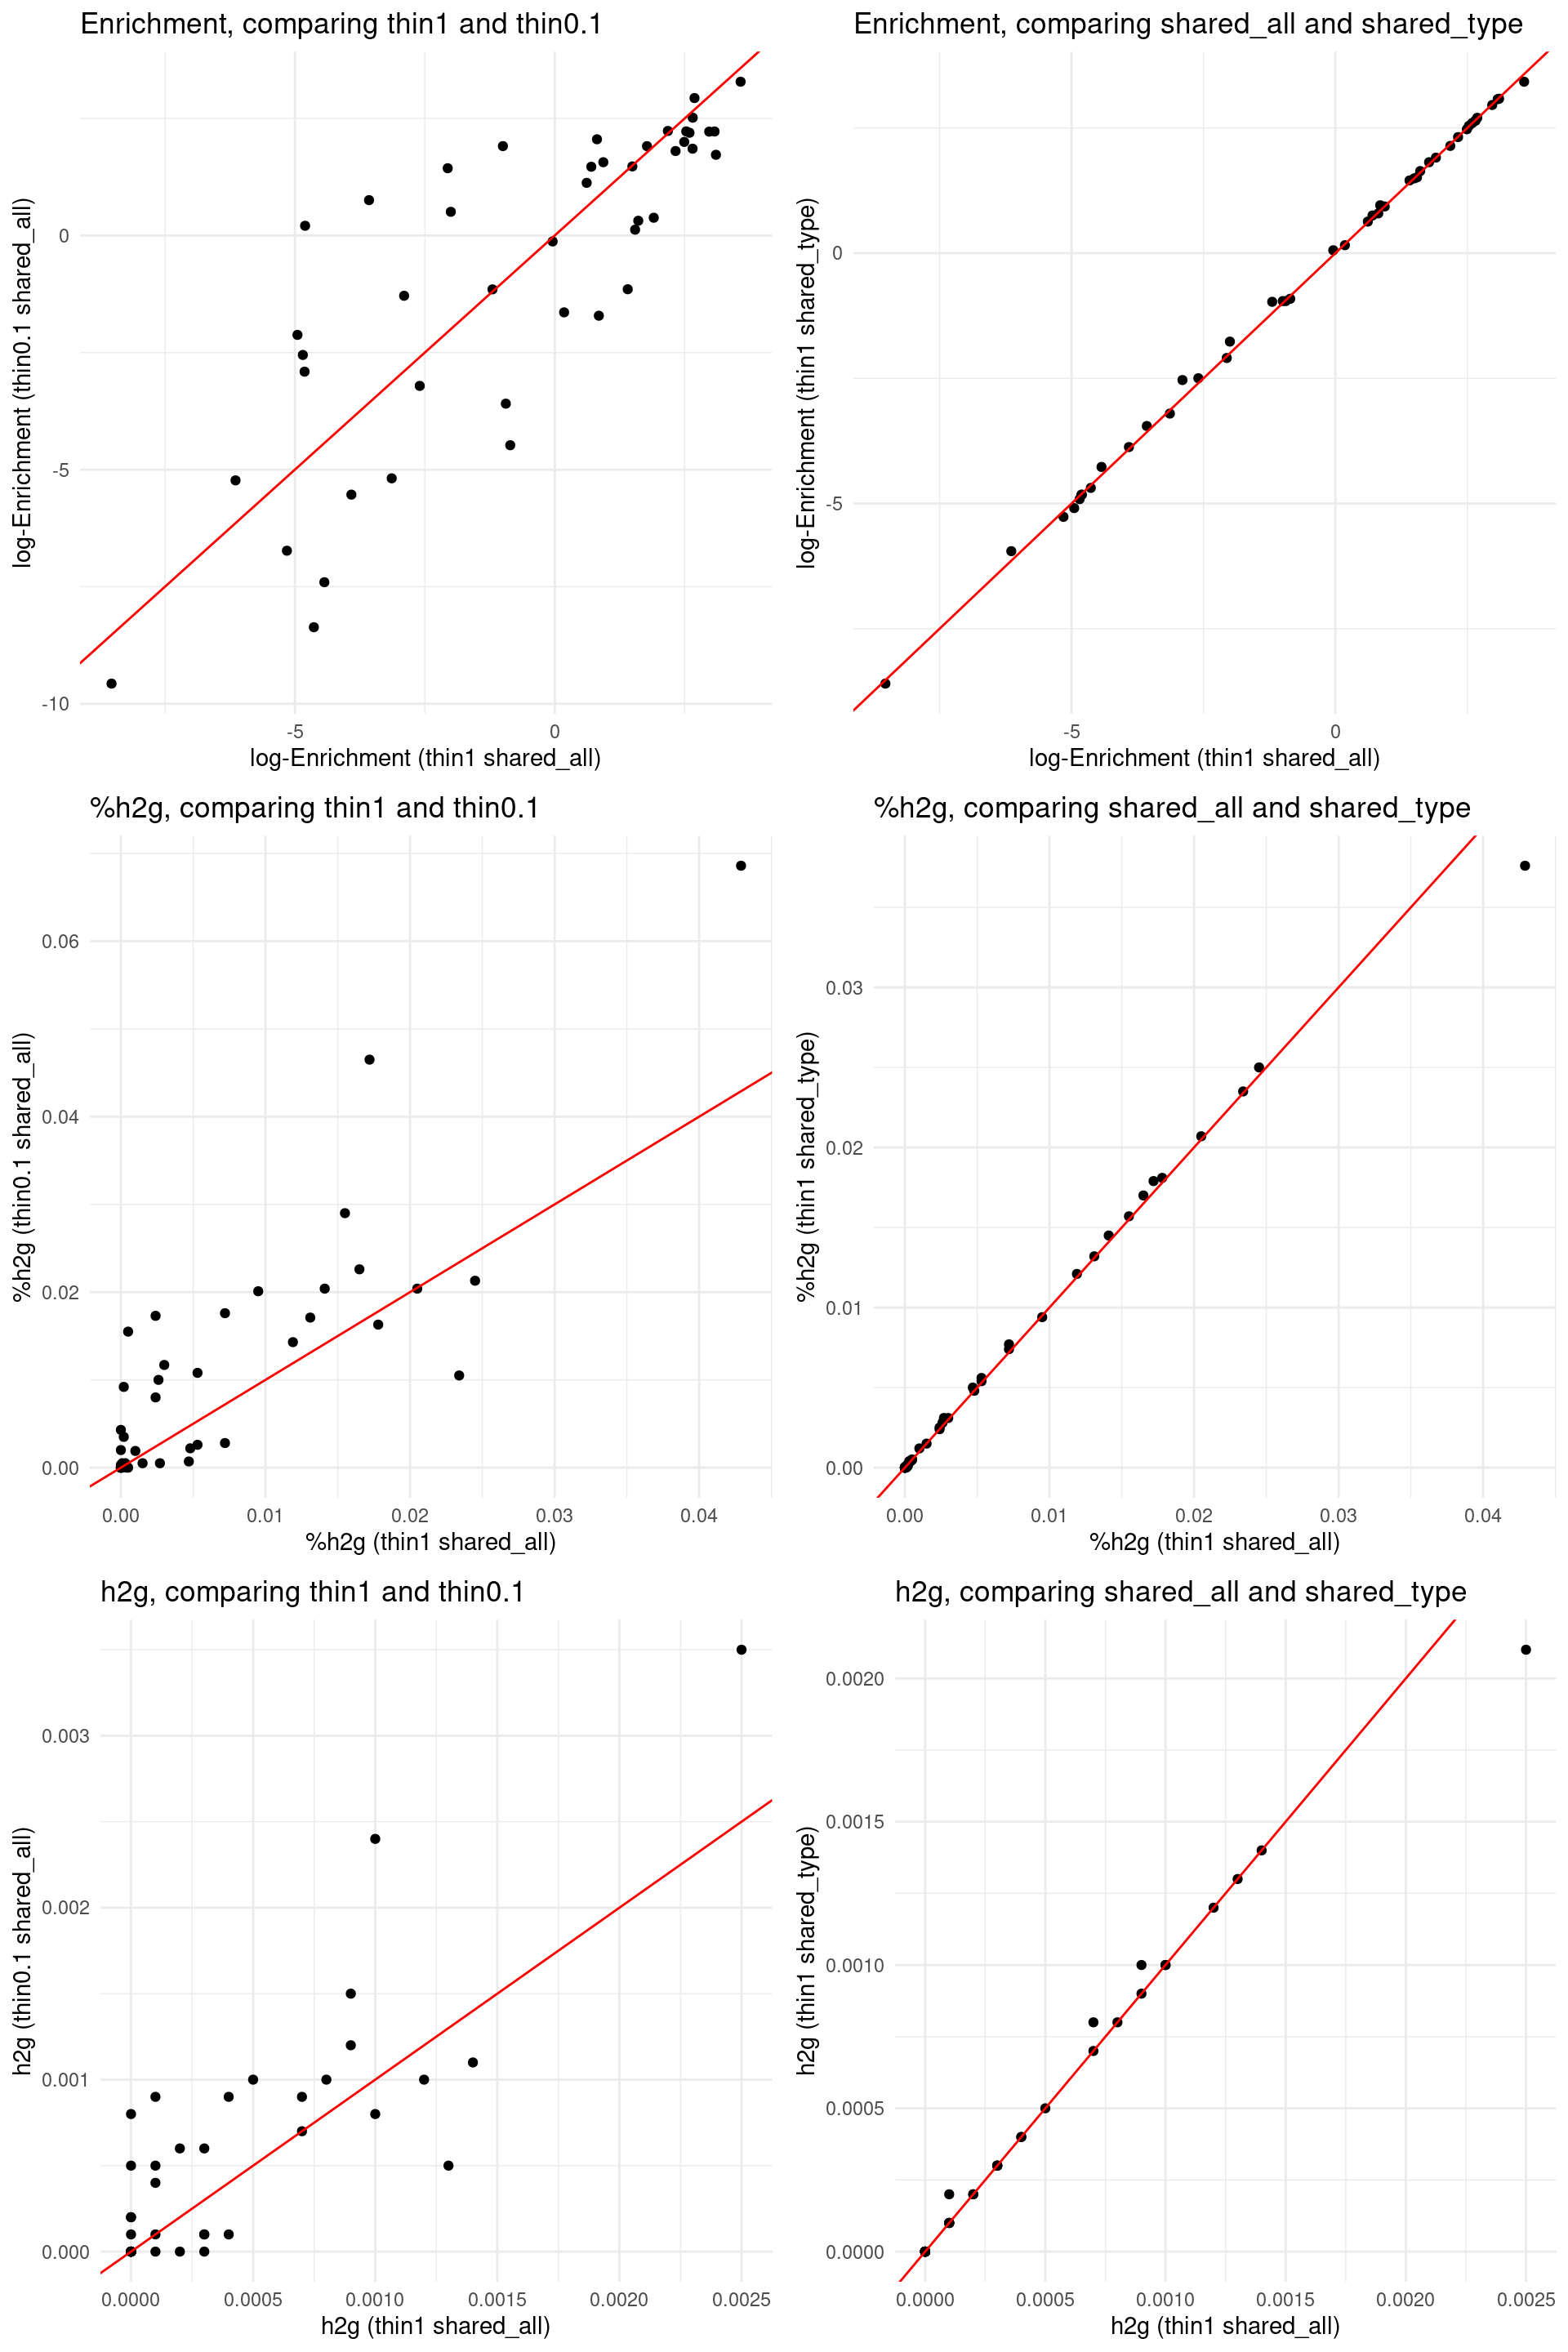 Enrichment, comparing thin1 and thin0.1
log-Enrichment (thin0.1 shared_all)
0
-5
-10
-5
0
log-Enrichment (thin1 shared_all)
Enrichment, comparing shared_all and shared_type
log-Enrichment (thin1 shared_type)
0
-5
-5
0
log-Enrichment (thin1 shared_all)
%h2g, comparing thin1 and thin0.1
%h2g (thin0.1 shared_all)
0.06
0.04
0.02
0.00
0.00
0.01
0.02
0.03
0.04
%h2g (thin1 shared_all)
%h2g, comparing shared_all and shared_type
%h2g (thin1 shared_type)
0.03
0.02
0.01
0.00
0.00
0.01
0.02
0.03
0.04
%h2g (thin1 shared_all)
h2g, comparing thin1 and thin0.1
h2g (thin0.1 shared_all)
0.003
0.002
0.001
0.000
0.0000
0.0005
0.0010
0.0015
0.0020
0.0025
h2g (thin1 shared_all)
h2g, comparing shared_all and shared_type
h2g (thin1 shared_type)
0.0020
0.0015
0.0010
0.0005
0.0000
0.0000
0.0005
0.0010
0.0015
0.0020
0.0025
h2g (thin1 shared_all)